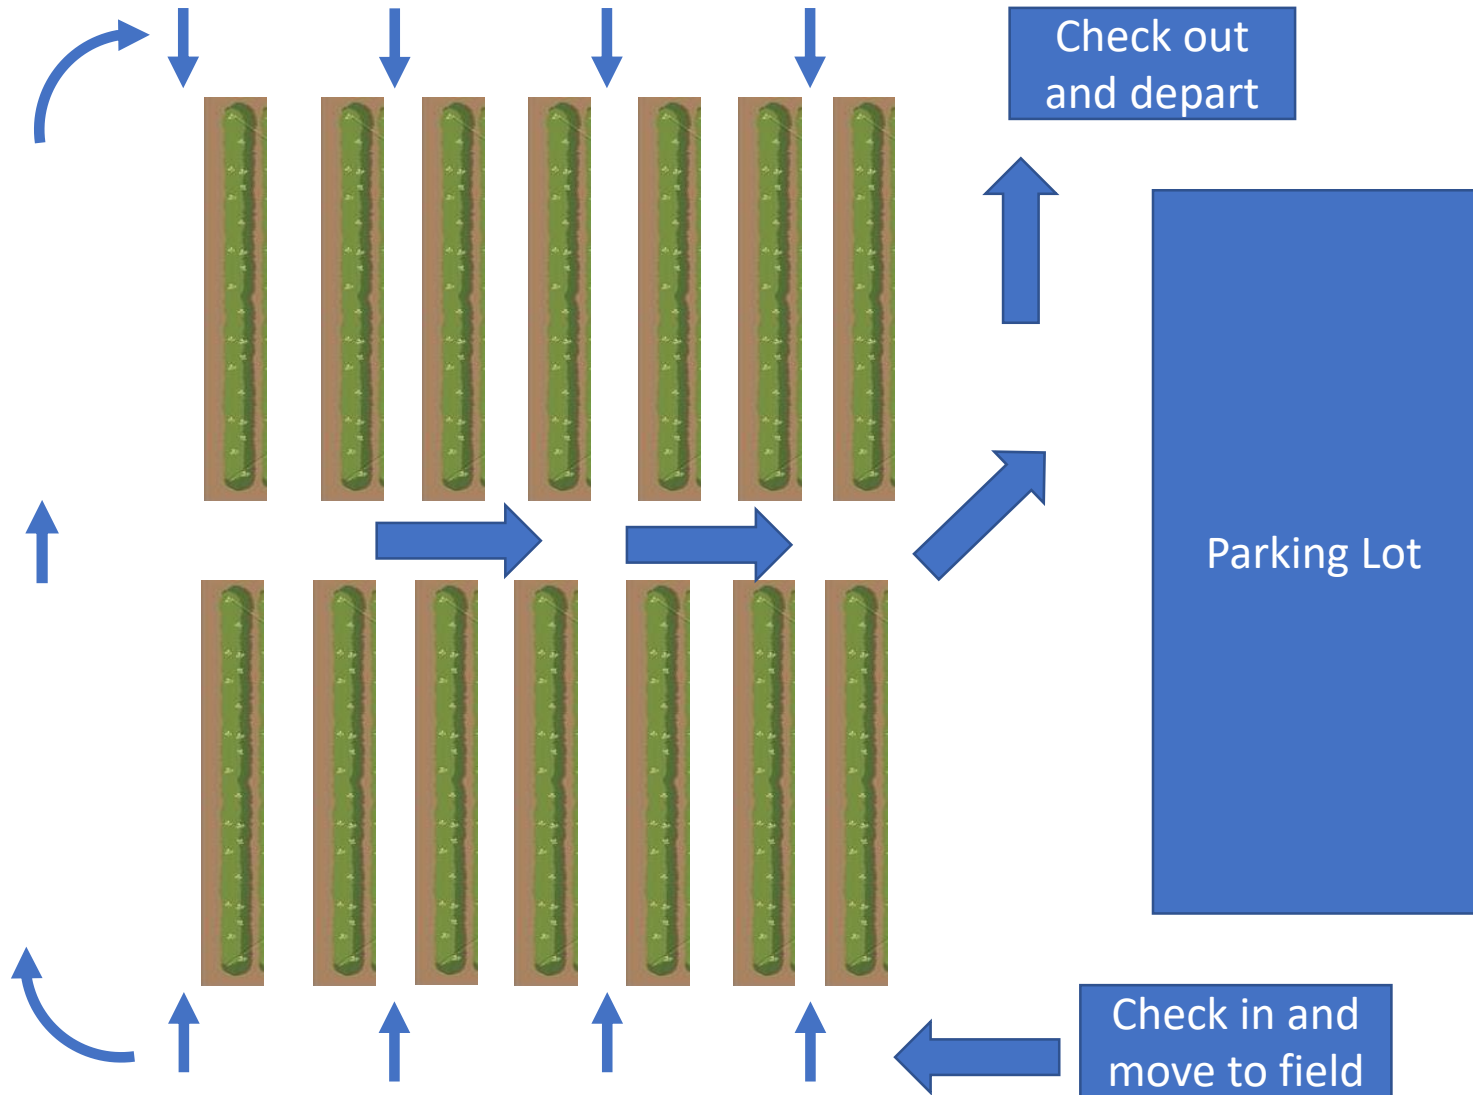 Check out
and depart
Parking Lot
Check in and
move to field